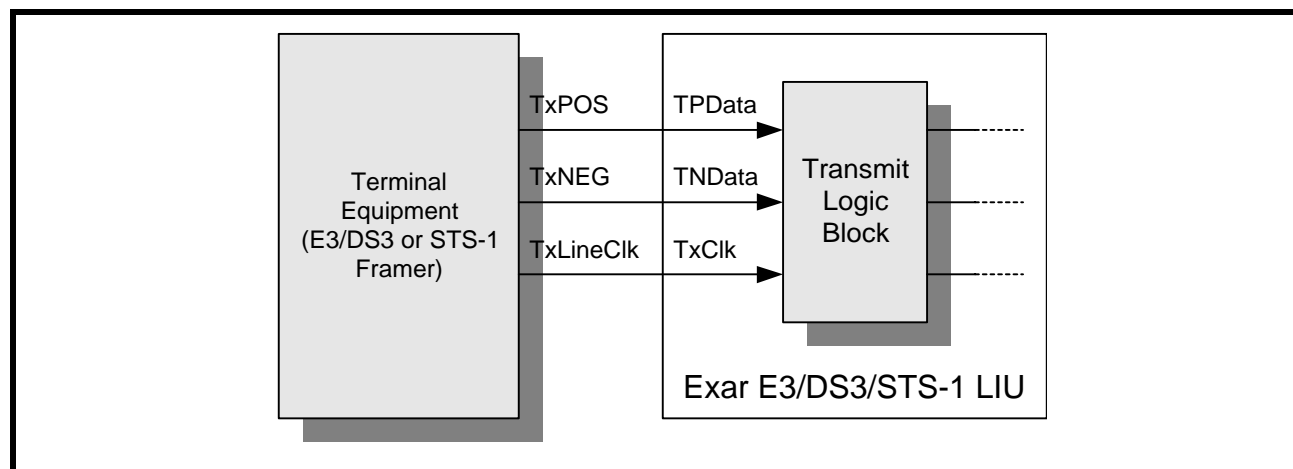 Terminal
Equipment
(E3/DS3 or STS-1
Framer)
TxPOS
TPData
TxNEG
TNData
TxLineClk
TxClk
Transmit
Logic
Block
Exar E3/DS3/STS-1 LIU